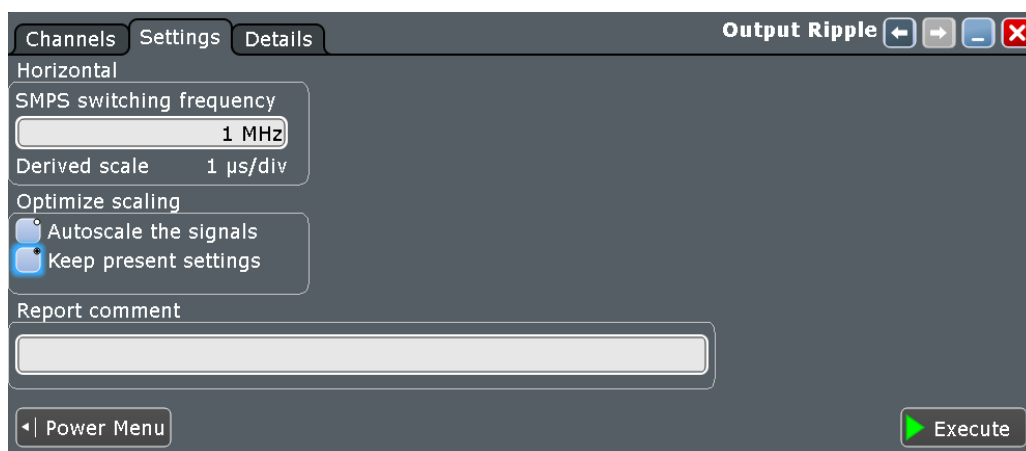 Channels Settings Details Output Ripple
Horizontal
SMPS switching frequency
1 MHz
Derived scale 1 µs/div
Optimize scaling
Autoscale the signals
Keep present settings
Report comment
Power Menu Execute